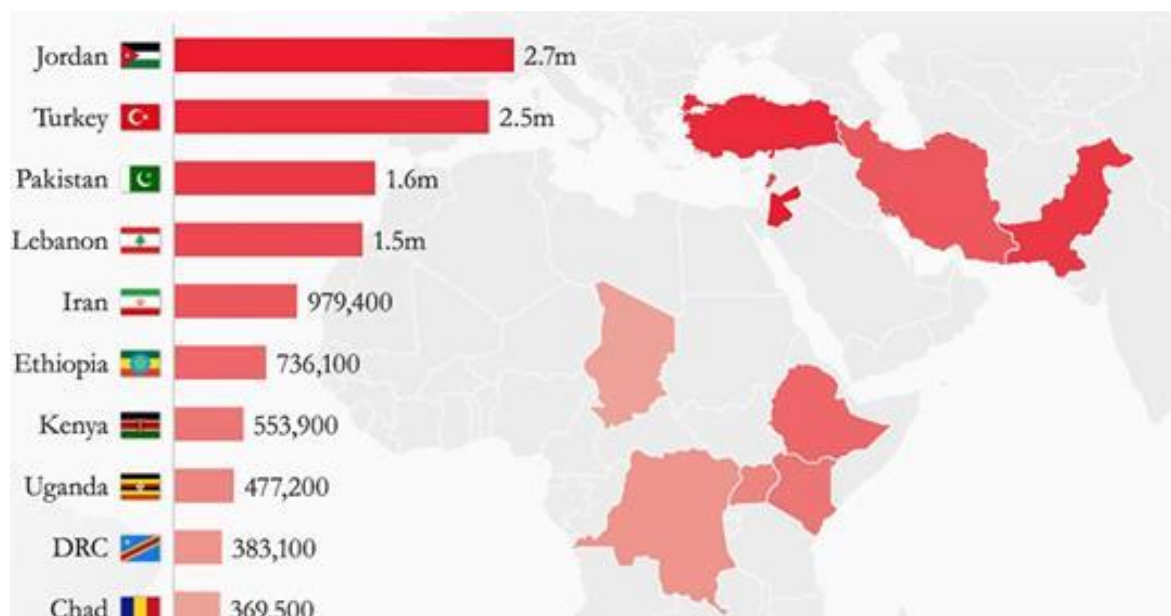 Jordan 2.7m
Turkey 2.5m
Pakistan 1.6m
Lebanon 1.5m
Iran 979,400
Ethiopia 736,100
Kenya 553,900
Uganda 477,200
DRC 383,100
Chad 369,500